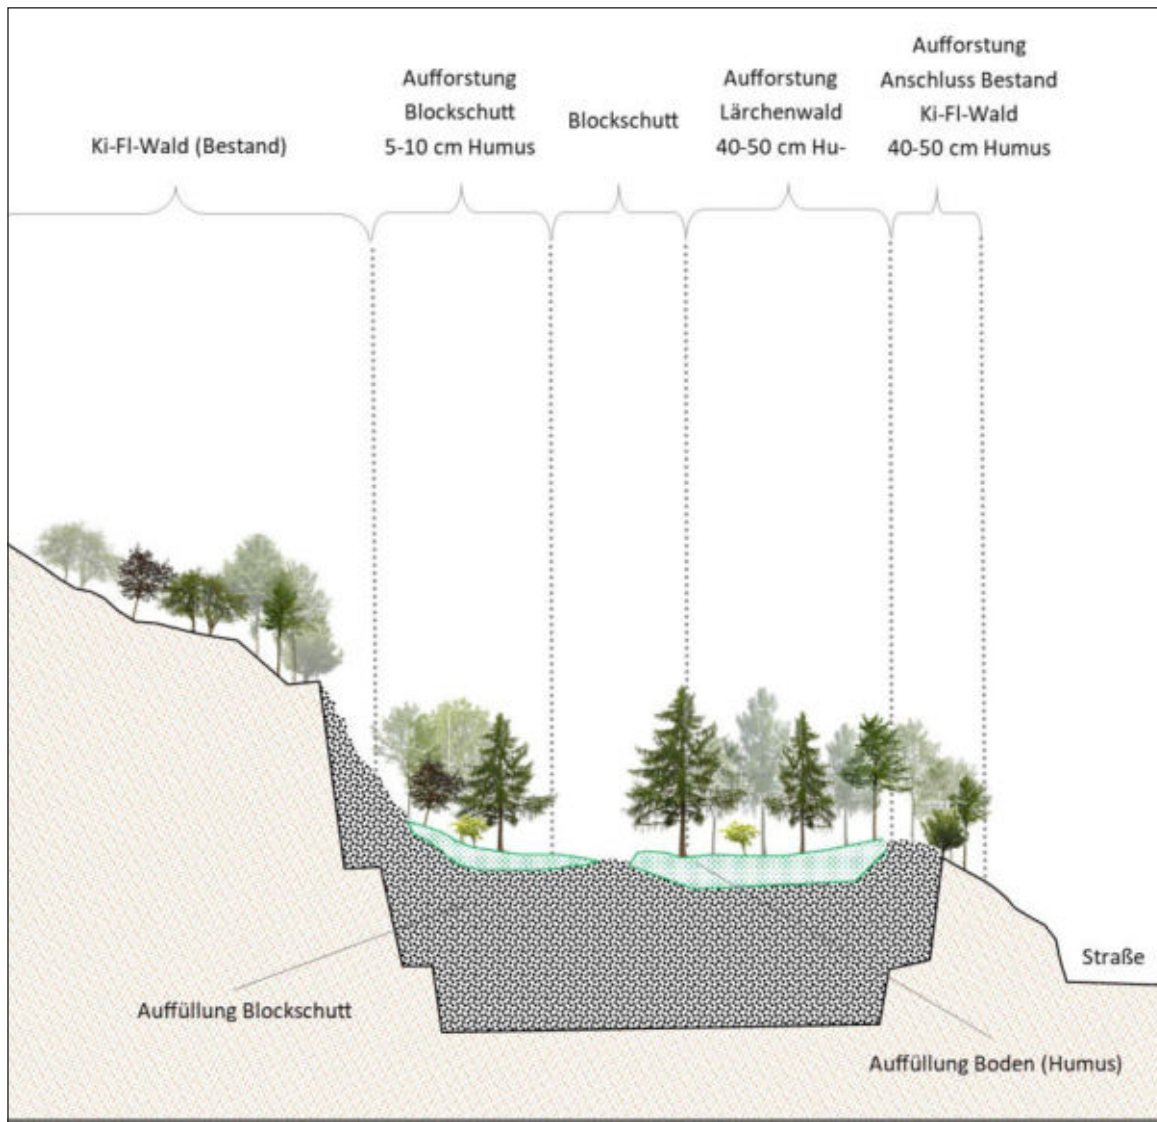 Ki-Fl-Wald (Bestand)
Aufforstung
Blockschutt
5-10 cm Humus
Blockschutt
Aufforstung
Lärchenwald
40-50 cm Hu-
Aufforstung
Anschluss Bestand
Ki-Fl-Wald
40-50 cm Humus
Straße
Auffüllung Blockschutt
Auffüllung Boden (Humus)